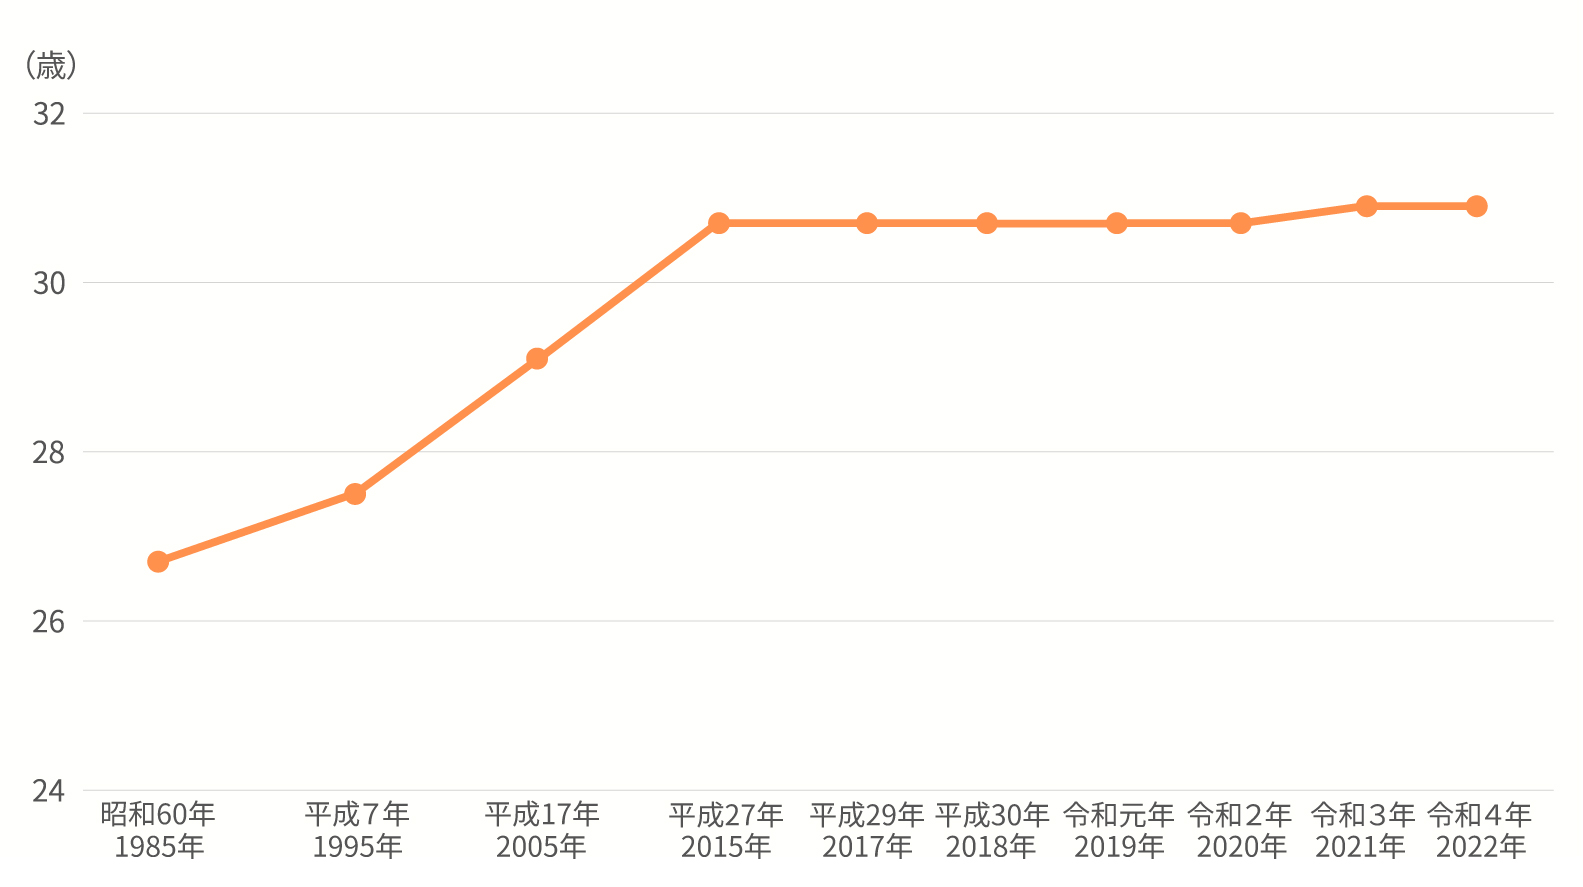 （歳）
32
30
28
26
24
昭和60年
1985年
平成７年
1995年
平成17年
2005年
平成27年
2015年
平成29年
2017年
平成30年
2018年
令和元年
2019年
令和２年
2020年
令和３年
2021年
令和４年
2022年